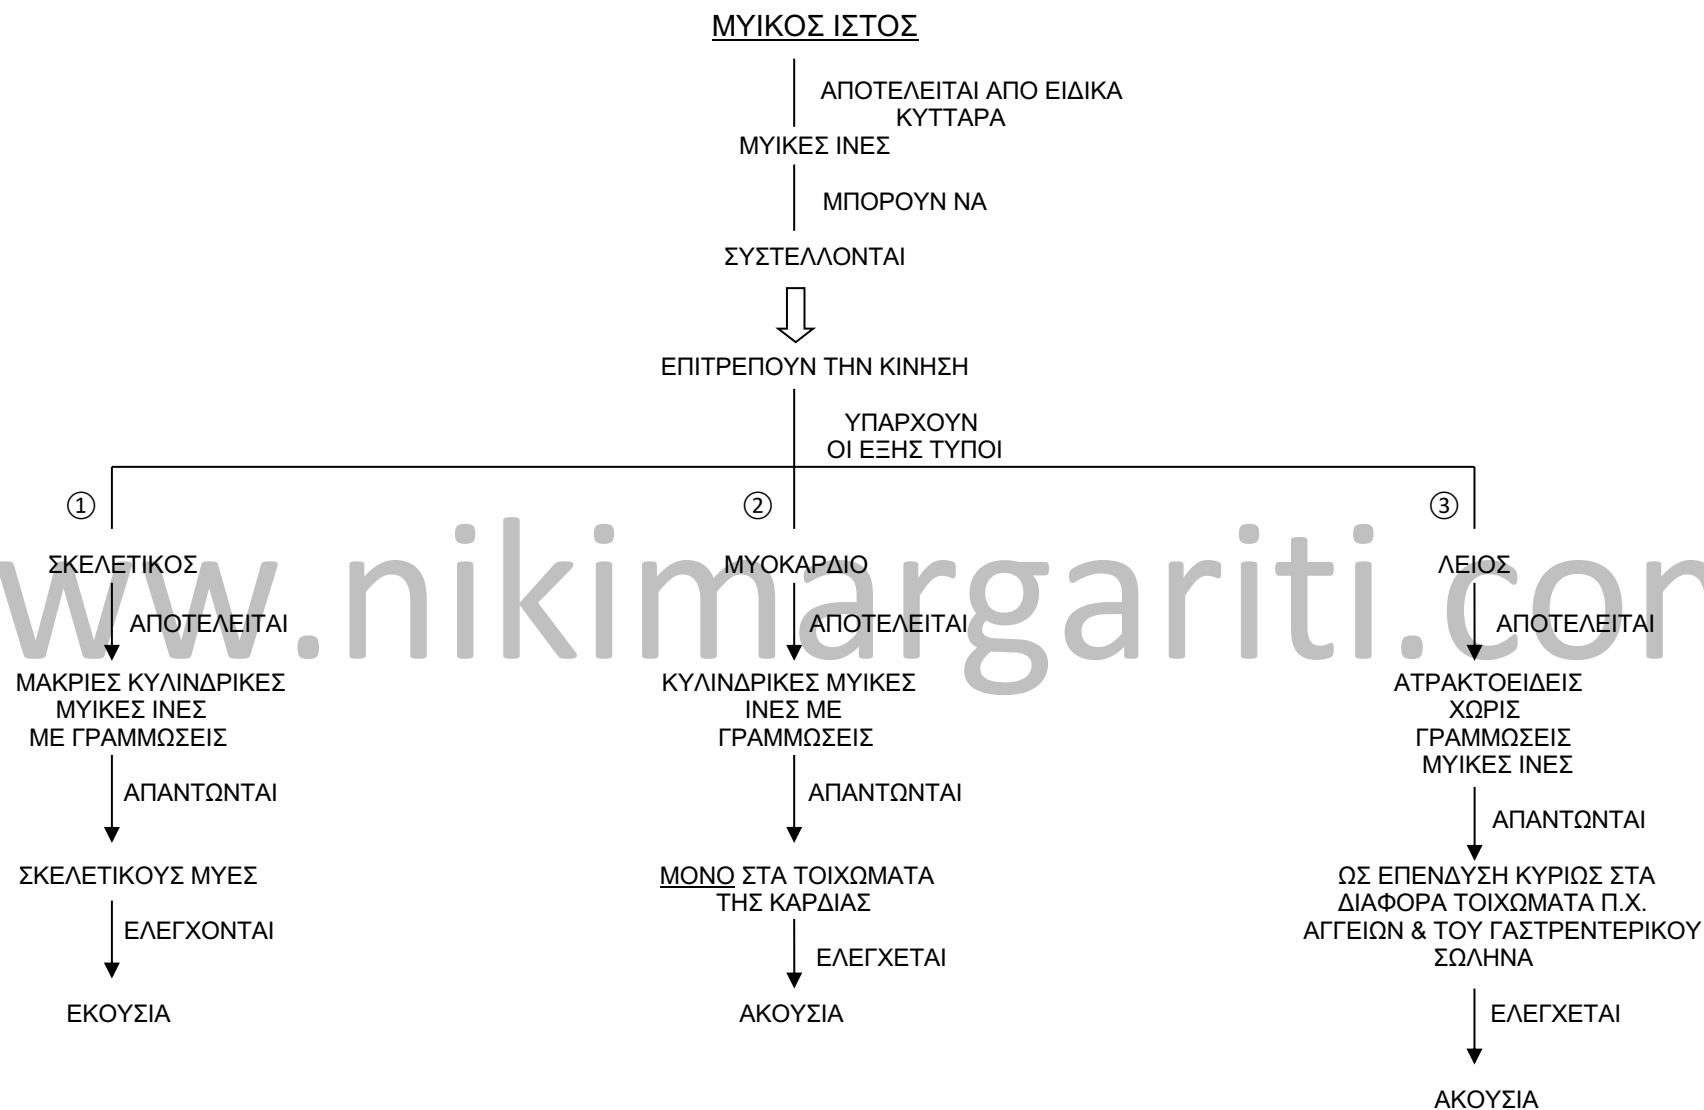 ΜΥΙΚΟΣ ΙΣΤΟΣ
ΑΠΟΤΕΛΕΙΤΑΙ ΑΠΟ ΕΙΔΙΚΑ
ΚΥΤΤΑΡΑ
ΜΥΙΚΕΣ ΙΝΕΣ
ΜΠΟΡΟΥΝ ΝΑ
ΣΥΣΤΕΛΛΟΝΤΑΙ
ΕΠΙΤΡΕΠΟΥΝ ΤΗΝ ΚΙΝΗΣΗ
ΥΠΑΡΧΟΥΝ
ΟΙ ΕΞΗΣ ΤΥΠΟΙ
①
ΣΚΕΛΕΤΙΚΟΣ
ΑΠΟΤΕΛΕΙΤΑΙ
ΜΑΚΡΙΕΣ ΚΥΛΙΝΔΡΙΚΕΣ
ΜΥΙΚΕΣ ΙΝΕΣ
ΜΕ ΓΡΑΜΜΩΣΕΙΣ
ΑΠΑΝΤΩΝΤΑΙ
ΣΚΕΛΕΤΙΚΟΥΣ ΜΥΕΣ
ΕΛΕΓΧΟΝΤΑΙ
ΕΚΟΥΣΙΑ
②
ΜΥΟΚΑΡΔΙΟ
ΑΠΟΤΕΛΕΙΤΑΙ
ΚΥΛΙΝΔΡΙΚΕΣ ΜΥΙΚΕΣ
ΙΝΕΣ ΜΕ
ΓΡΑΜΜΩΣΕΙΣ
ΑΠΑΝΤΩΝΤΑΙ
ΜΟΝΟ ΣΤΑ ΤΟΙΧΩΜΑΤΑ
ΤΗΣ ΚΑΡΔΙΑΣ
ΕΛΕΓΧΕΤΑΙ
ΑΚΟΥΣΙΑ
③
ΛΕΙΟΣ
ΑΠΟΤΕΛΕΙΤΑΙ
ΑΤΡΑΚΤΟΕΙΔΕΙΣ
ΧΩΡΙΣ
ΓΡΑΜΜΩΣΕΙΣ
ΜΥΙΚΕΣ ΙΝΕΣ
ΑΠΑΝΤΩΝΤΑΙ
ΩΣ ΕΠΕΝΔΥΣΗ ΚΥΡΙΩΣ ΣΤΑ
ΔΙΑΦΟΡΑ ΤΟΙΧΩΜΑΤΑ Π.Χ.
ΑΓΓΕΙΩΝ & ΤΟΥ ΓΑΣΤΡΕΝΤΕΡΙΚΟΥ
ΣΩΛΗΝΑ
ΕΛΕΓΧΕΤΑΙ
ΑΚΟΥΣΙΑ
ww.nikimargariti.com